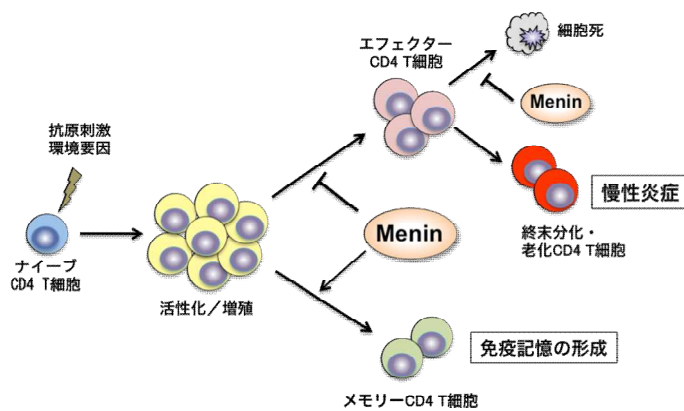 抗原刺激
環境要因
ナイーブ
CD4 T細胞
活性化／増殖
エフェクター
CD4 T細胞
細胞死
Menin
慢性炎症
終末分化・
老化CD4 T細胞
Menin
免疫記憶の形成
メモリーCD4 T細胞